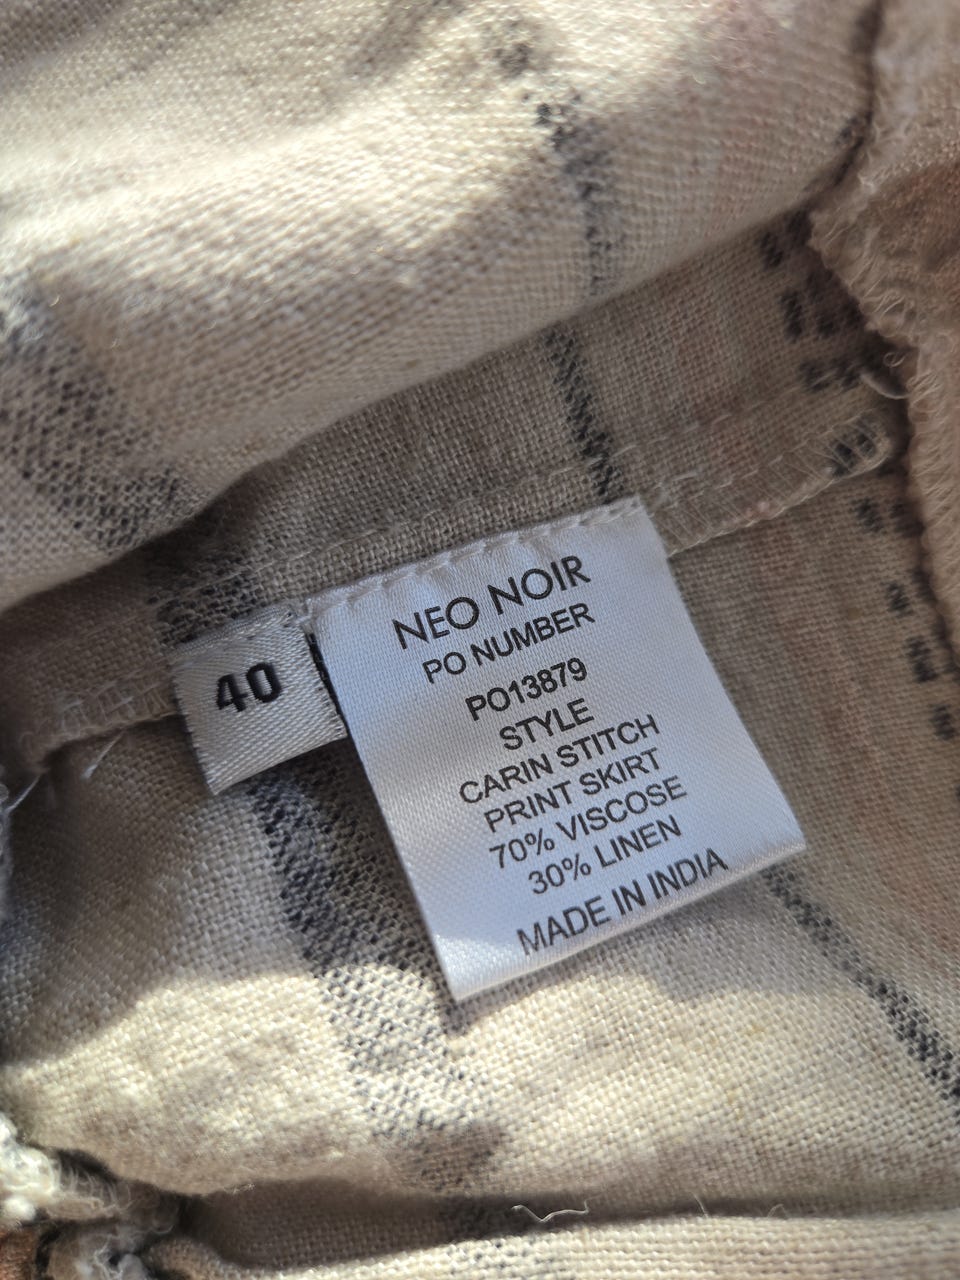 40
NEO NOIR
PO NUMBER
PO13879
STYLE
CARIN STITCH
PRINT SKIRT
70% VISCOSE
30% LINEN
MADE IN INDIA